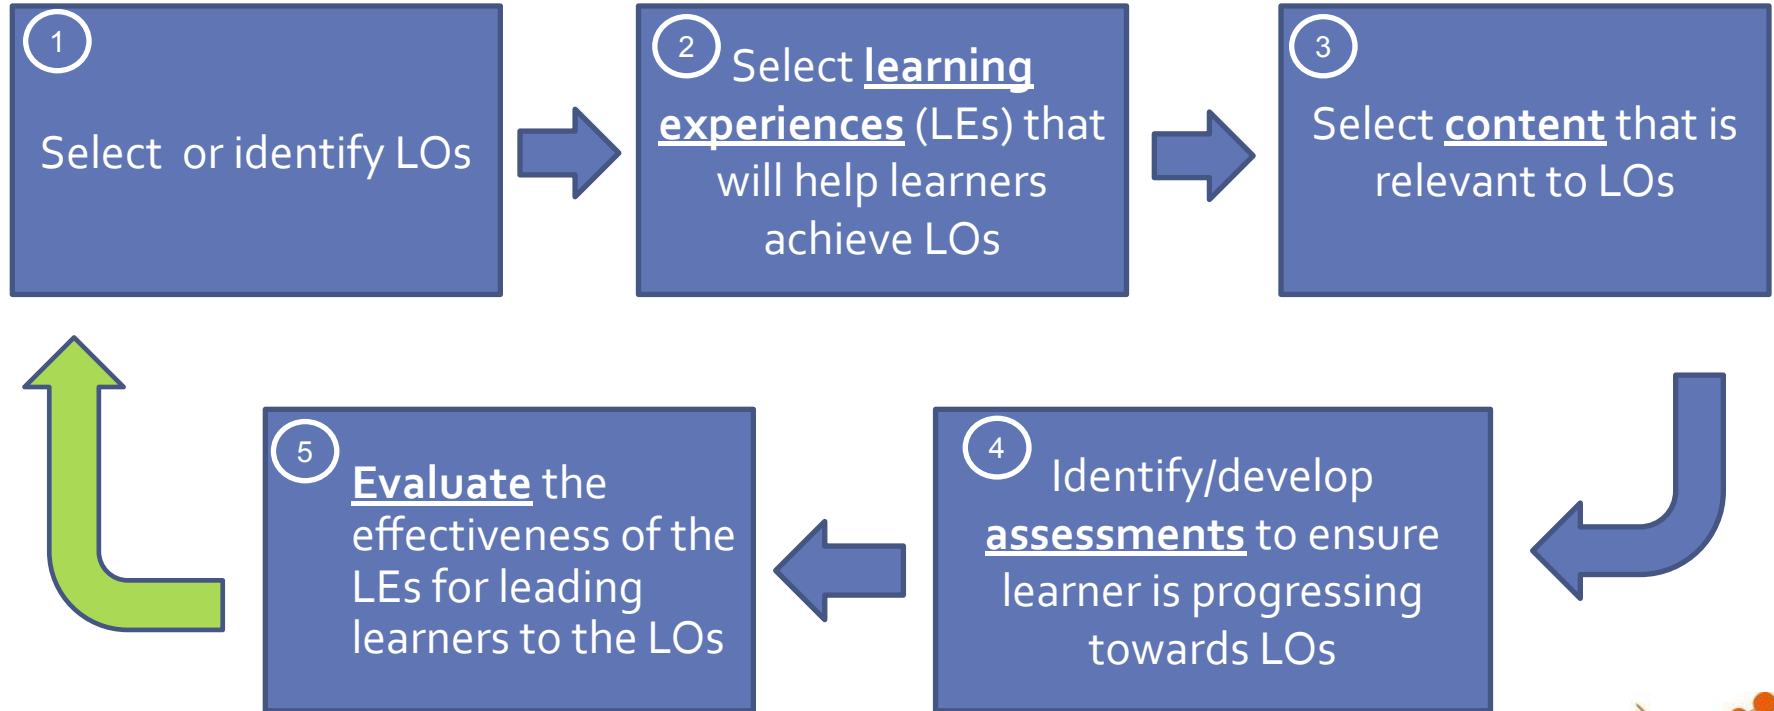 1
Select or identify LOs
2
Select learning
experiences (LEs) that
will help learners
achieve LOs
3
Select content that is
relevant to LOs
5
Evaluate the
effectiveness of the
LEs for leading
learners to the LOs
4
Identify/develop
assessments to ensure
learner is progressing
towards LOs